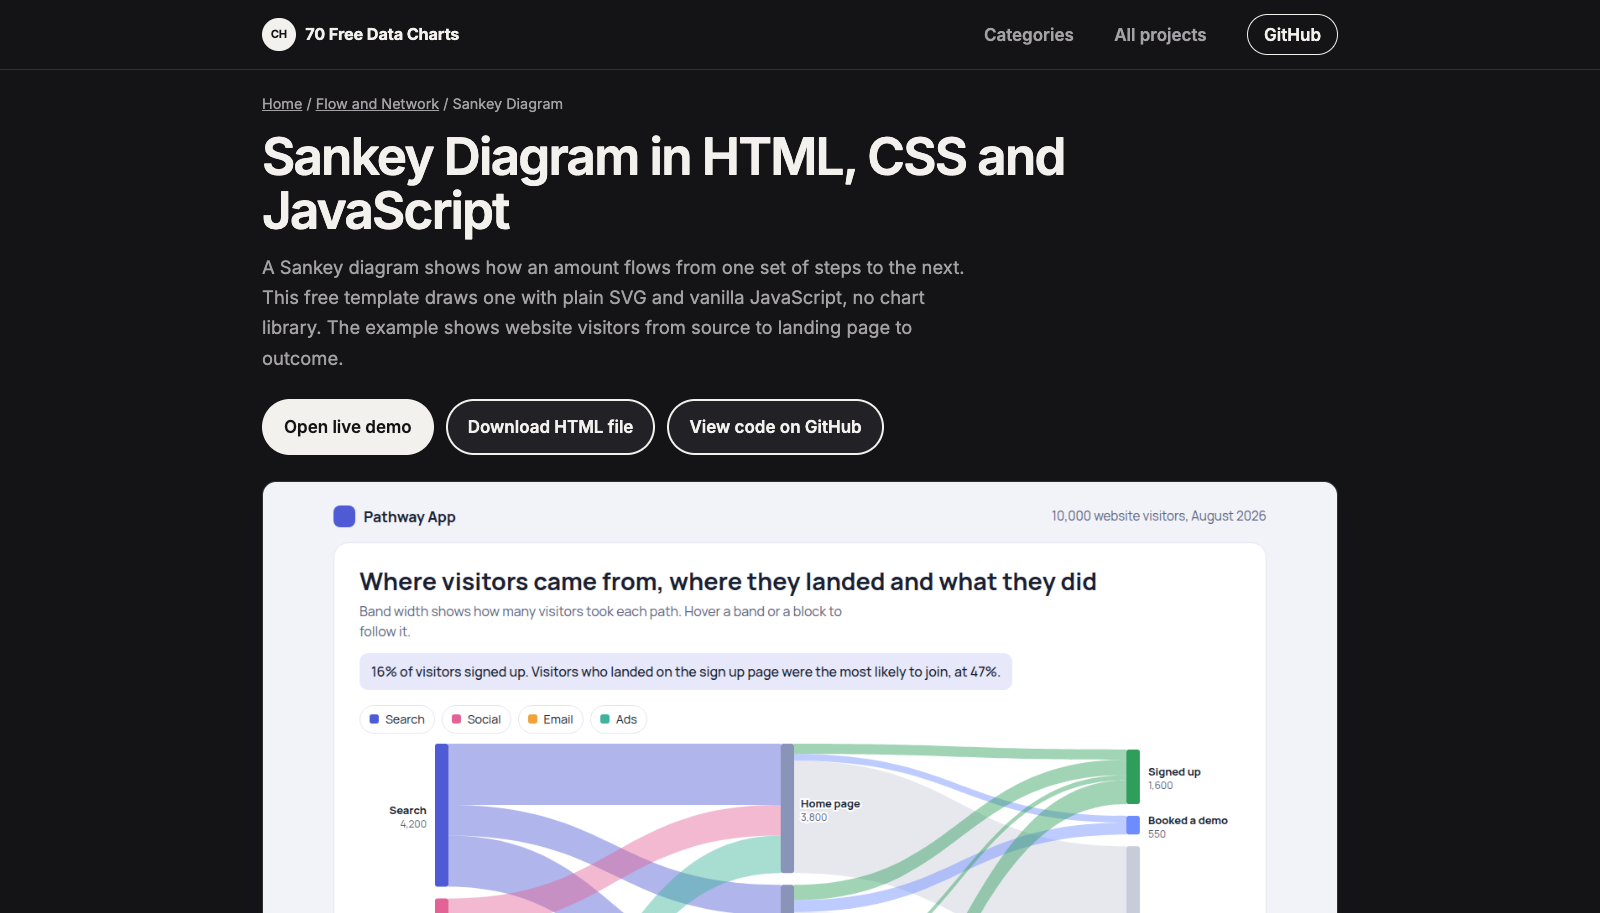 CH 70 Free Data Charts
Categories All projects GitHub
Home / Flow and Network / Sankey Diagram
Sankey Diagram in HTML, CSS and
JavaScript
A Sankey diagram shows how an amount flows from one set of steps to the next.
This free template draws one with plain SVG and vanilla JavaScript, no chart
library. The example shows website visitors from source to landing page to
outcome.
Open live demo Download HTML file View code on GitHub
Pathway App
10,000 website visitors, August 2026
Where visitors came from, where they landed and what they did
Band width shows how many visitors took each path. Hover a band or a block to
follow it.
16% of visitors signed up. Visitors who landed on the sign up page were the most likely to join, at 47%.
Search Social Email Ads
Search
4,200
Home page
3,800
Signed up
1,600
Booked a demo
550